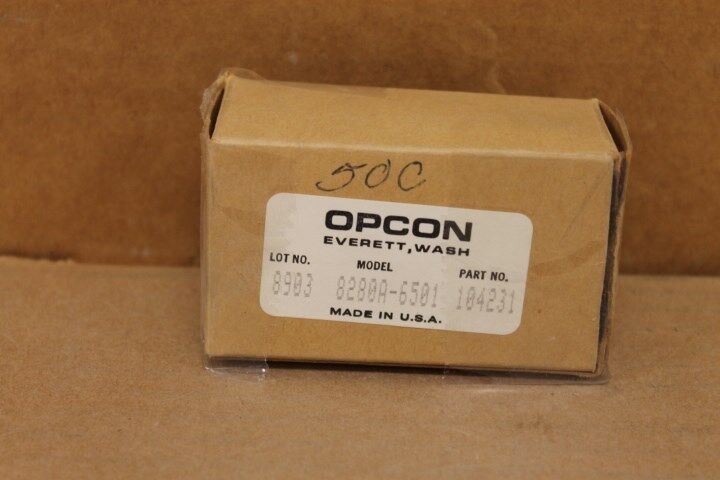 50C
OPCON
EVERETT, WASH
LOT NO. MODEL PART NO.
8903 8280A-6501 104231
MADE IN U.S.A.